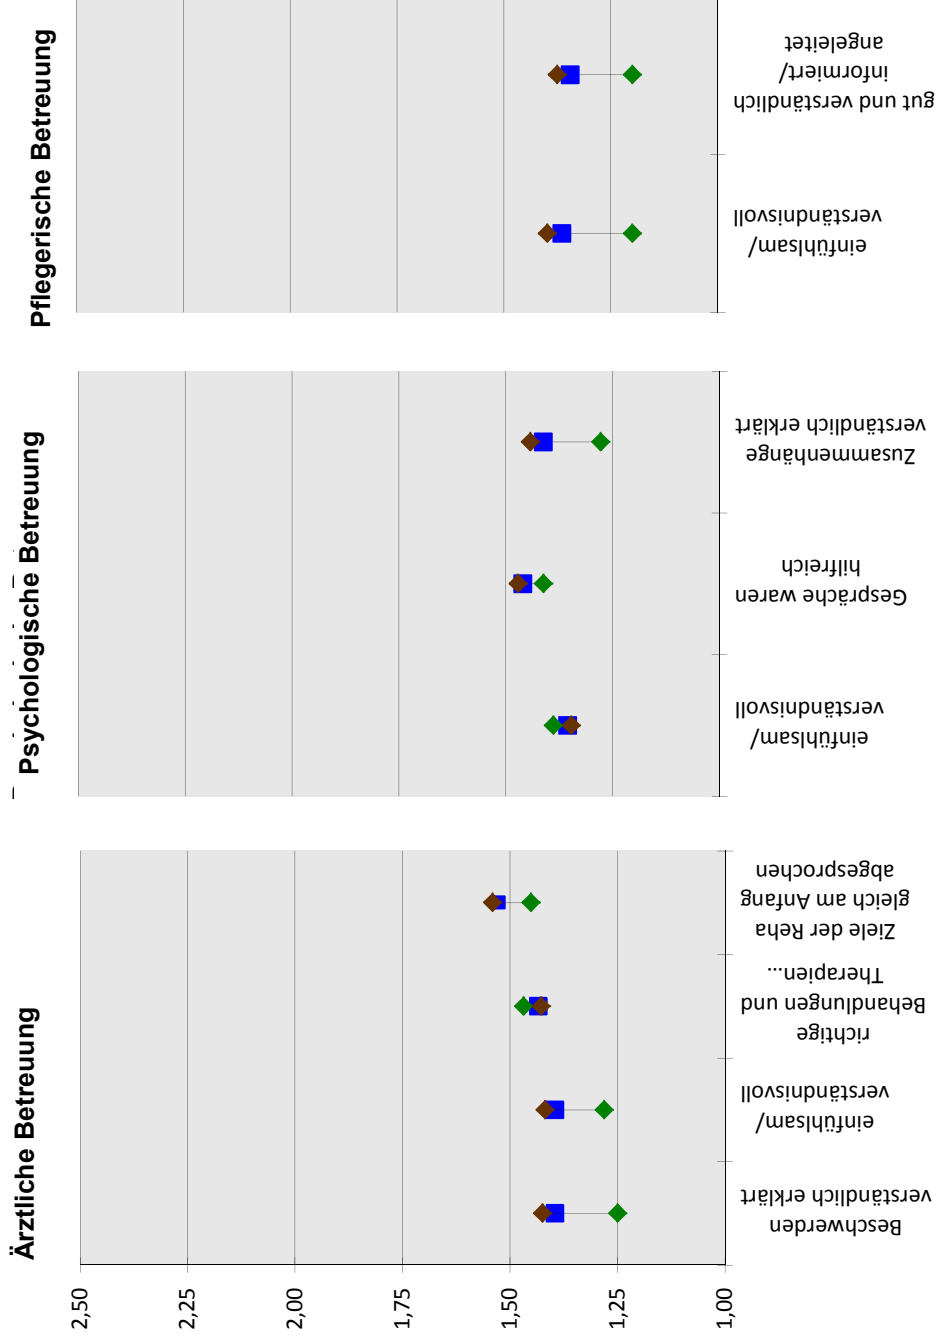 Ärztliche Betreuung
Psychologische Betreuung
Pflegerische Betreuung
2,50
2,25
2,00
1,75
1,50
1,25
1,00
Beschwerden
verständlich erklärt
einfühlsam/
verständnisvoll
richtige
Behandlungen und
Therapien...
Ziele der Reha
gleich am Anfang
abgesprochen
einfühlsam/
verständnisvoll
Gespräche waren
hilfreich
Zusammenhänge
verständlich erklärt
einfühlsam/
verständnisvoll
gut und verständlich
informiert/
angeleitet